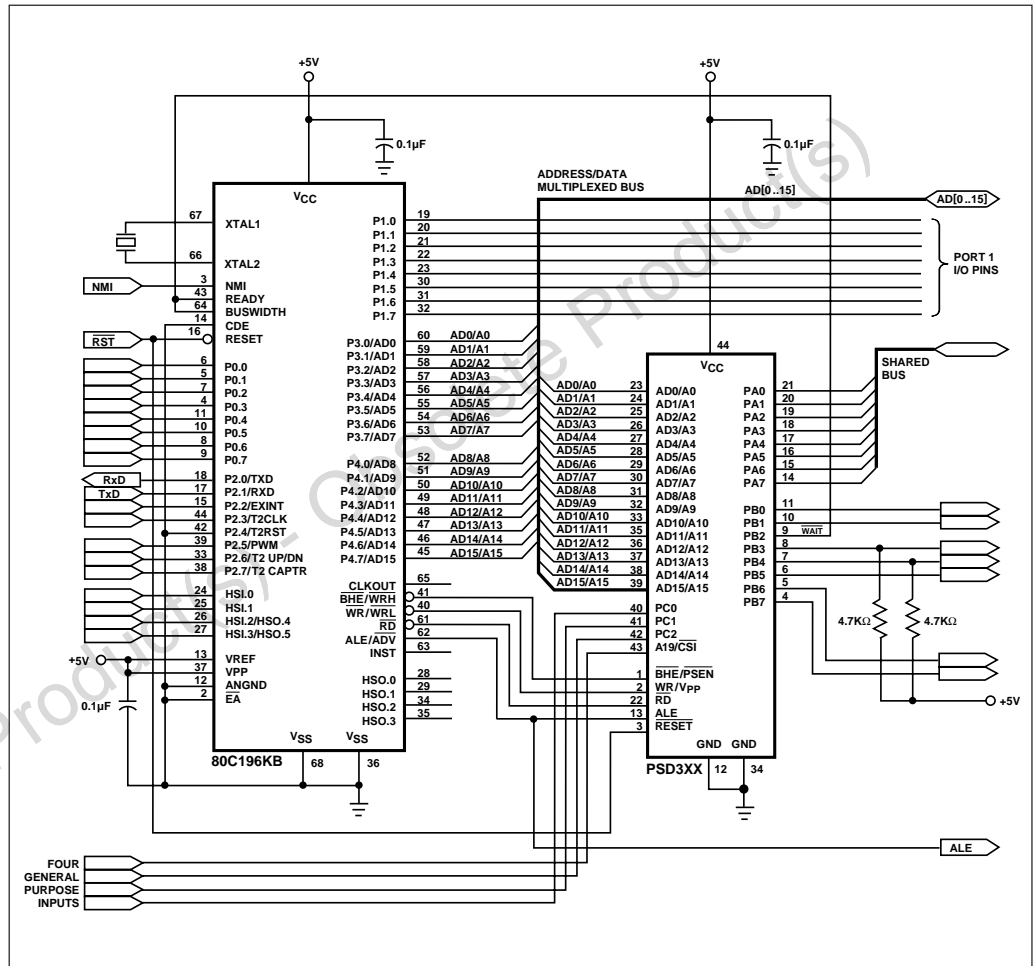 +5V
+5V
0.1µF
0.1µF
ADDRESS/DATA
MULTIPLEXED BUS
AD[0..15]
AD[0..15]
VCC
67 XTAL1
66 XTAL2
NMI 3 NMI
43 READY
64 BUSWIDTH
14 CDE
RST 16 RESET
6 P0.0
5 P0.1
7 P0.2
4 P0.3
11 P0.4
10 P0.5
8 P0.6
9 P0.7
RxD 18 P2.0/TXD
TxD 17 P2.1/RXD
15 P2.2/EXINT
44 P2.3/T2CLK
42 P2.4/T2RST
39 P2.5/PWM
33 P2.6/T2 UP/DN
38 P2.7/T2 CAPTR
24 HSI.0
25 HSI.1
26 HSI.2/HSO.4
27 HSI.3/HSO.5
+5V 13 VREF
37 VPP
12 ANGND
2 EA
0.1µF
P1.0 19
P1.1 20
P1.2 21
P1.3 22
P1.4 23
P1.5 30
P1.6 31
P1.7 32
PORT 1
I/O PINS
P3.0/AD0 60 AD0/A0
P3.1/AD1 59 AD1/A1
P3.2/AD2 58 AD2/A2
P3.3/AD3 57 AD3/A3
P3.4/AD4 56 AD4/A4
P3.5/AD5 55 AD5/A5
P3.6/AD6 54 AD6/A6
P3.7/AD7 53 AD7/A7
P4.0/AD8 52 AD8/A8
P4.1/AD9 51 AD9/A9
P4.2/AD10 50 AD10/A10
P4.3/AD11 49 AD11/A11
P4.4/AD12 48 AD12/A12
P4.5/AD13 47 AD13/A13
P4.6/AD14 46 AD14/A14
P4.7/AD15 45 AD15/A15
CLKOUT 65
BHE/WRH 41
WR/WRL 40
RD 61
ALE/ADV 62
INST 63
HSO.0 28
HSO.1 29
HSO.2 34
HSO.3 35
VSS VSS
80C196KB 68 36
44
VCC
AD0/A0 23 AD0/A0
AD1/A1 24 AD1/A1
AD2/A2 25 AD2/A2
AD3/A3 26 AD3/A3
AD4/A4 27 AD4/A4
AD5/A5 28 AD5/A5
AD6/A6 29 AD6/A6
AD7/A7 30 AD7/A7
AD8/A8 31 AD8/A8
AD9/A9 32 AD9/A9
AD10/A10 33 AD10/A10
AD11/A11 35 AD11/A11
AD12/A12 36 AD12/A12
AD13/A13 37 AD13/A13
AD14/A14 38 AD14/A14
AD15/A15 39 AD15/A15
40 PC0
41 PC1
42 PC2
43 A19/CSI
1 BHE/PSEN
2 WR/VPP
22 RD
13 ALE
3 RESET
PA0 21
PA1 20
PA2 19
PA3 18
PA4 17
PA5 16
PA6 15
PA7 14
SHARED
BUS
PB0 11
PB1 10
PB2 9 WAIT
PB3 8
PB4 7
PB5 6
PB6 5
PB7 4
4.7KΩ 4.7KΩ
+5V
GND GND
PSD3XX 12 34
ALE
FOUR
GENERAL
PURPOSE
INPUTS
Product(s) - Obsolete Product(s)